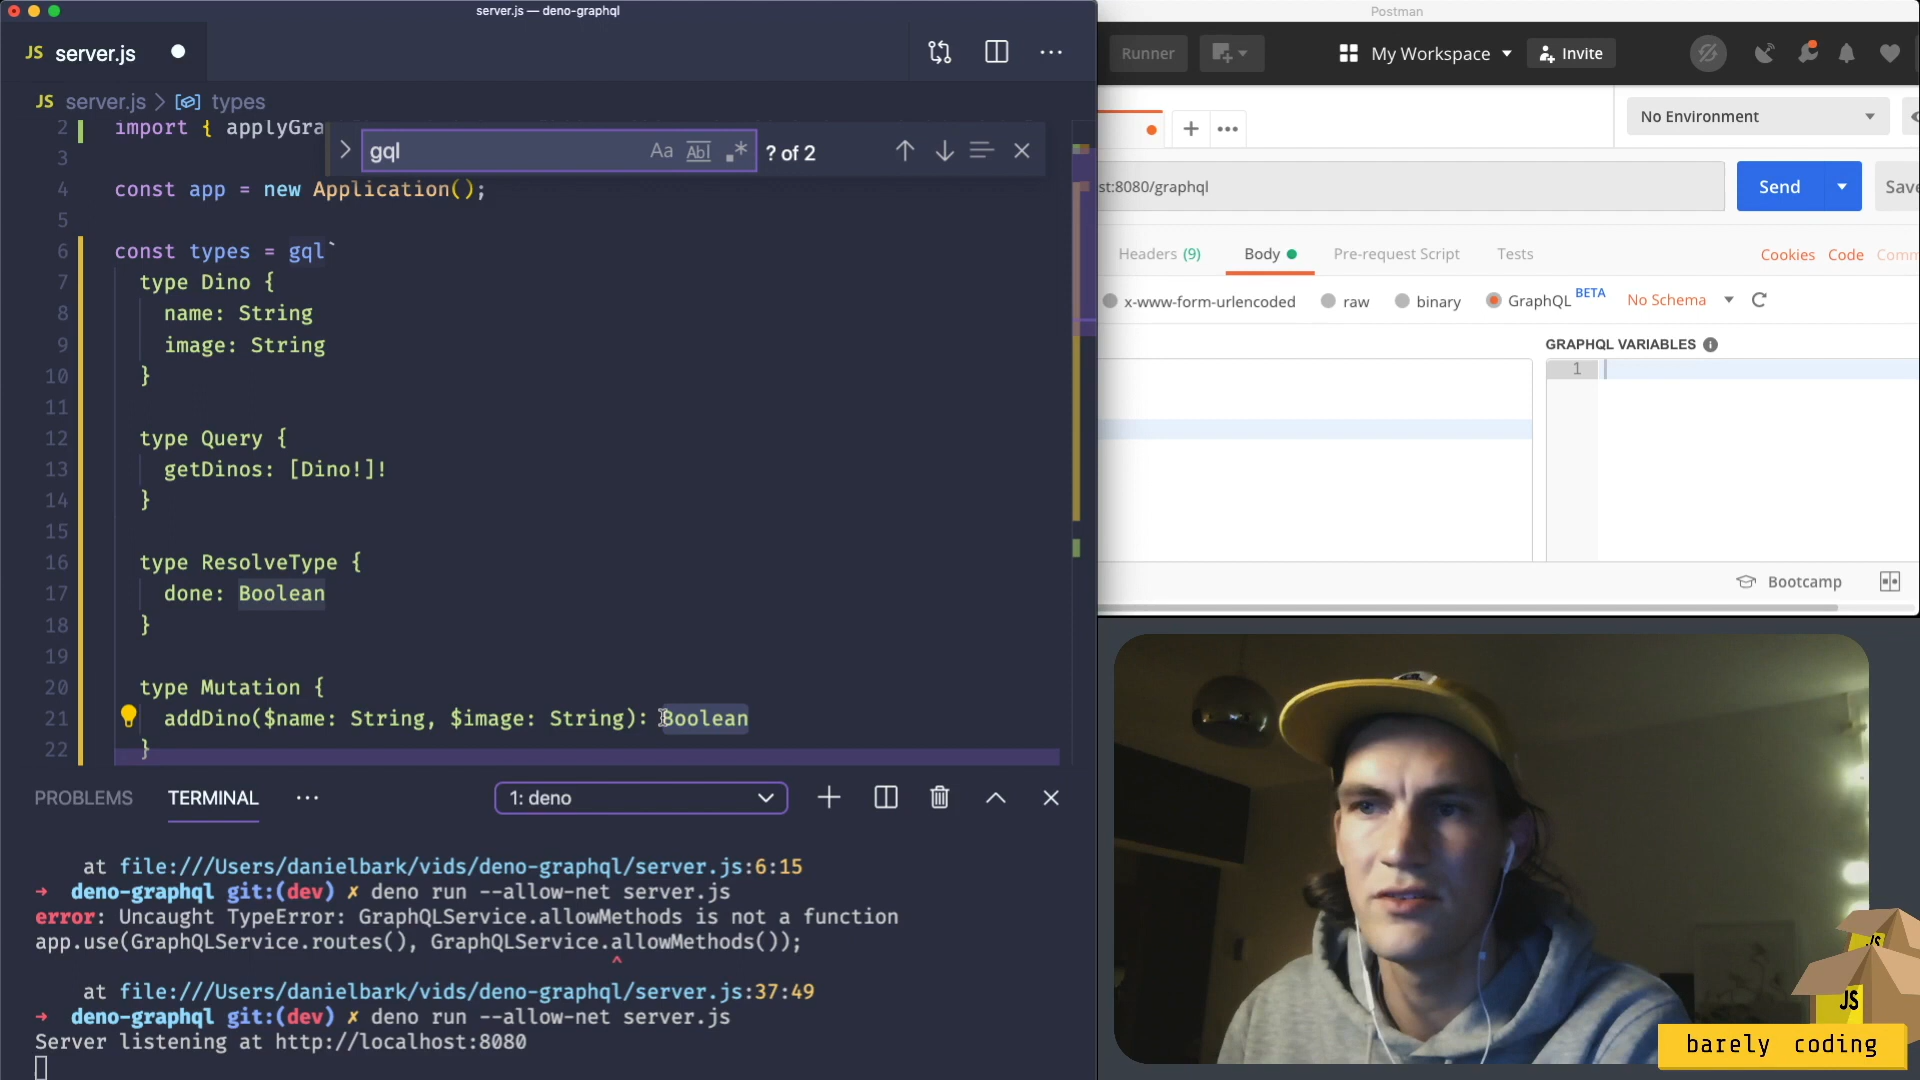 server.js — deno-graphql
JS server.js
JS server.js > types
2 import { applyGra
gql Aa Abl .* ? of 2
3
4 const app = new Application();
5
6 const types = gql`
7 type Dino {
8 name: String
9 image: String
10 }
11
12 type Query {
13 getDinos: [Dino!]!
14 }
15
16 type ResolveType {
17 done: Boolean
18 }
19
20 type Mutation {
21 addDino($name: String, $image: String): Boolean
22 }
PROBLEMS TERMINAL ··· 1: deno
at file:///Users/danielbark/vids/deno-graphql/server.js:6:15
→ deno-graphql git:(dev) ✗ deno run --allow-net server.js
error: Uncaught TypeError: GraphQLService.allowMethods is not a function
app.use(GraphQLService.routes(), GraphQLService.allowMethods());
^
at file:///Users/danielbark/vids/deno-graphql/server.js:37:49
→ deno-graphql git:(dev) ✗ deno run --allow-net server.js
Server listening at http://localhost:8080
Postman
Runner My Workspace Invite
No Environment
st:8080/graphql Send Save
Headers (9) Body Pre-request Script Tests Cookies Code Comm
x-www-form-urlencoded raw binary GraphQL BETA No Schema
GRAPHQL VARIABLES
1
Bootcamp
JS
JS
barely coding